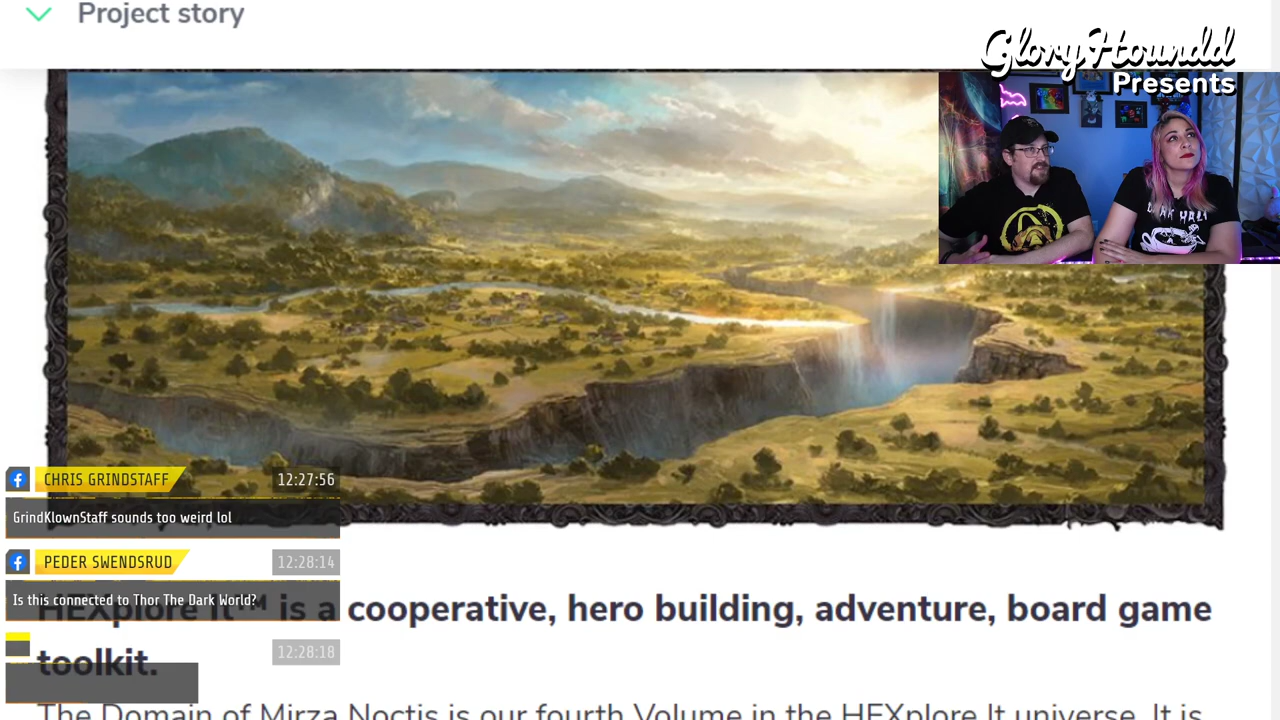 Project story
GloryHoundd
Presents
CHRIS GRINDSTAFF 12:27:56
GrindKlownStaff sounds too weird lol
PEDER SWENDSRUD 12:28:14
Is this connected to Thor The Dark World?
12:28:18
HEXplore It™ is a cooperative, hero building, adventure, board game
toolkit.
The Domain of Mirza Noctis is our fourth Volume in the HEXplore It universe. It is